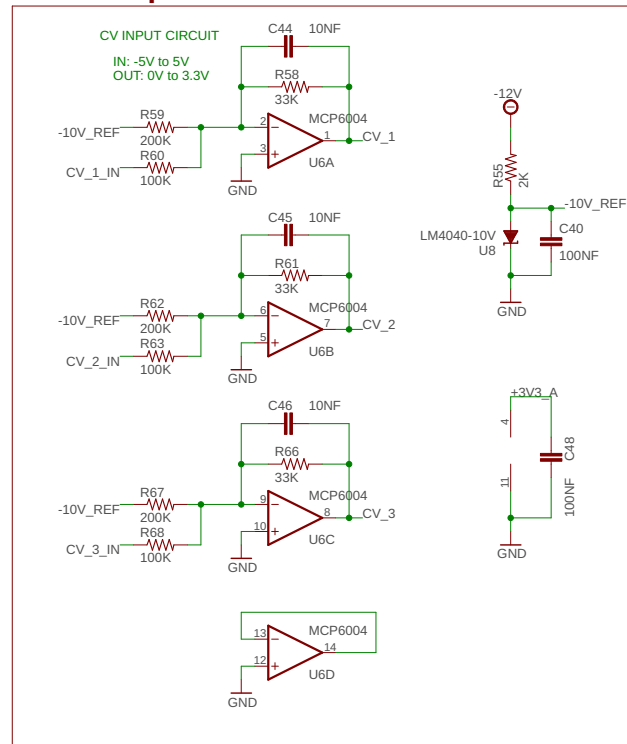 CV INPUT CIRCUIT
IN: -5V to 5V
OUT: 0V to 3.3V
C44 10NF
R58
33K
R59
-10V_REF
200K
R60
CV_1_IN
100K
2
3
1
MCP6004
CV_1
U6A
GND
C45 10NF
R61
33K
R62
-10V_REF
200K
R63
CV_2_IN
100K
6
5
7
MCP6004
CV_2
U6B
GND
C46 10NF
R66
33K
R67
-10V_REF
200K
R68
CV_3_IN
100K
9
10
8
MCP6004
CV_3
U6C
GND
13
12
14
MCP6004
U6D
GND
-12V
R55
2K
-10V_REF
LM4040-10V
U8
C40
100NF
GND
+3V3_A
4
11
C48
100NF
GND